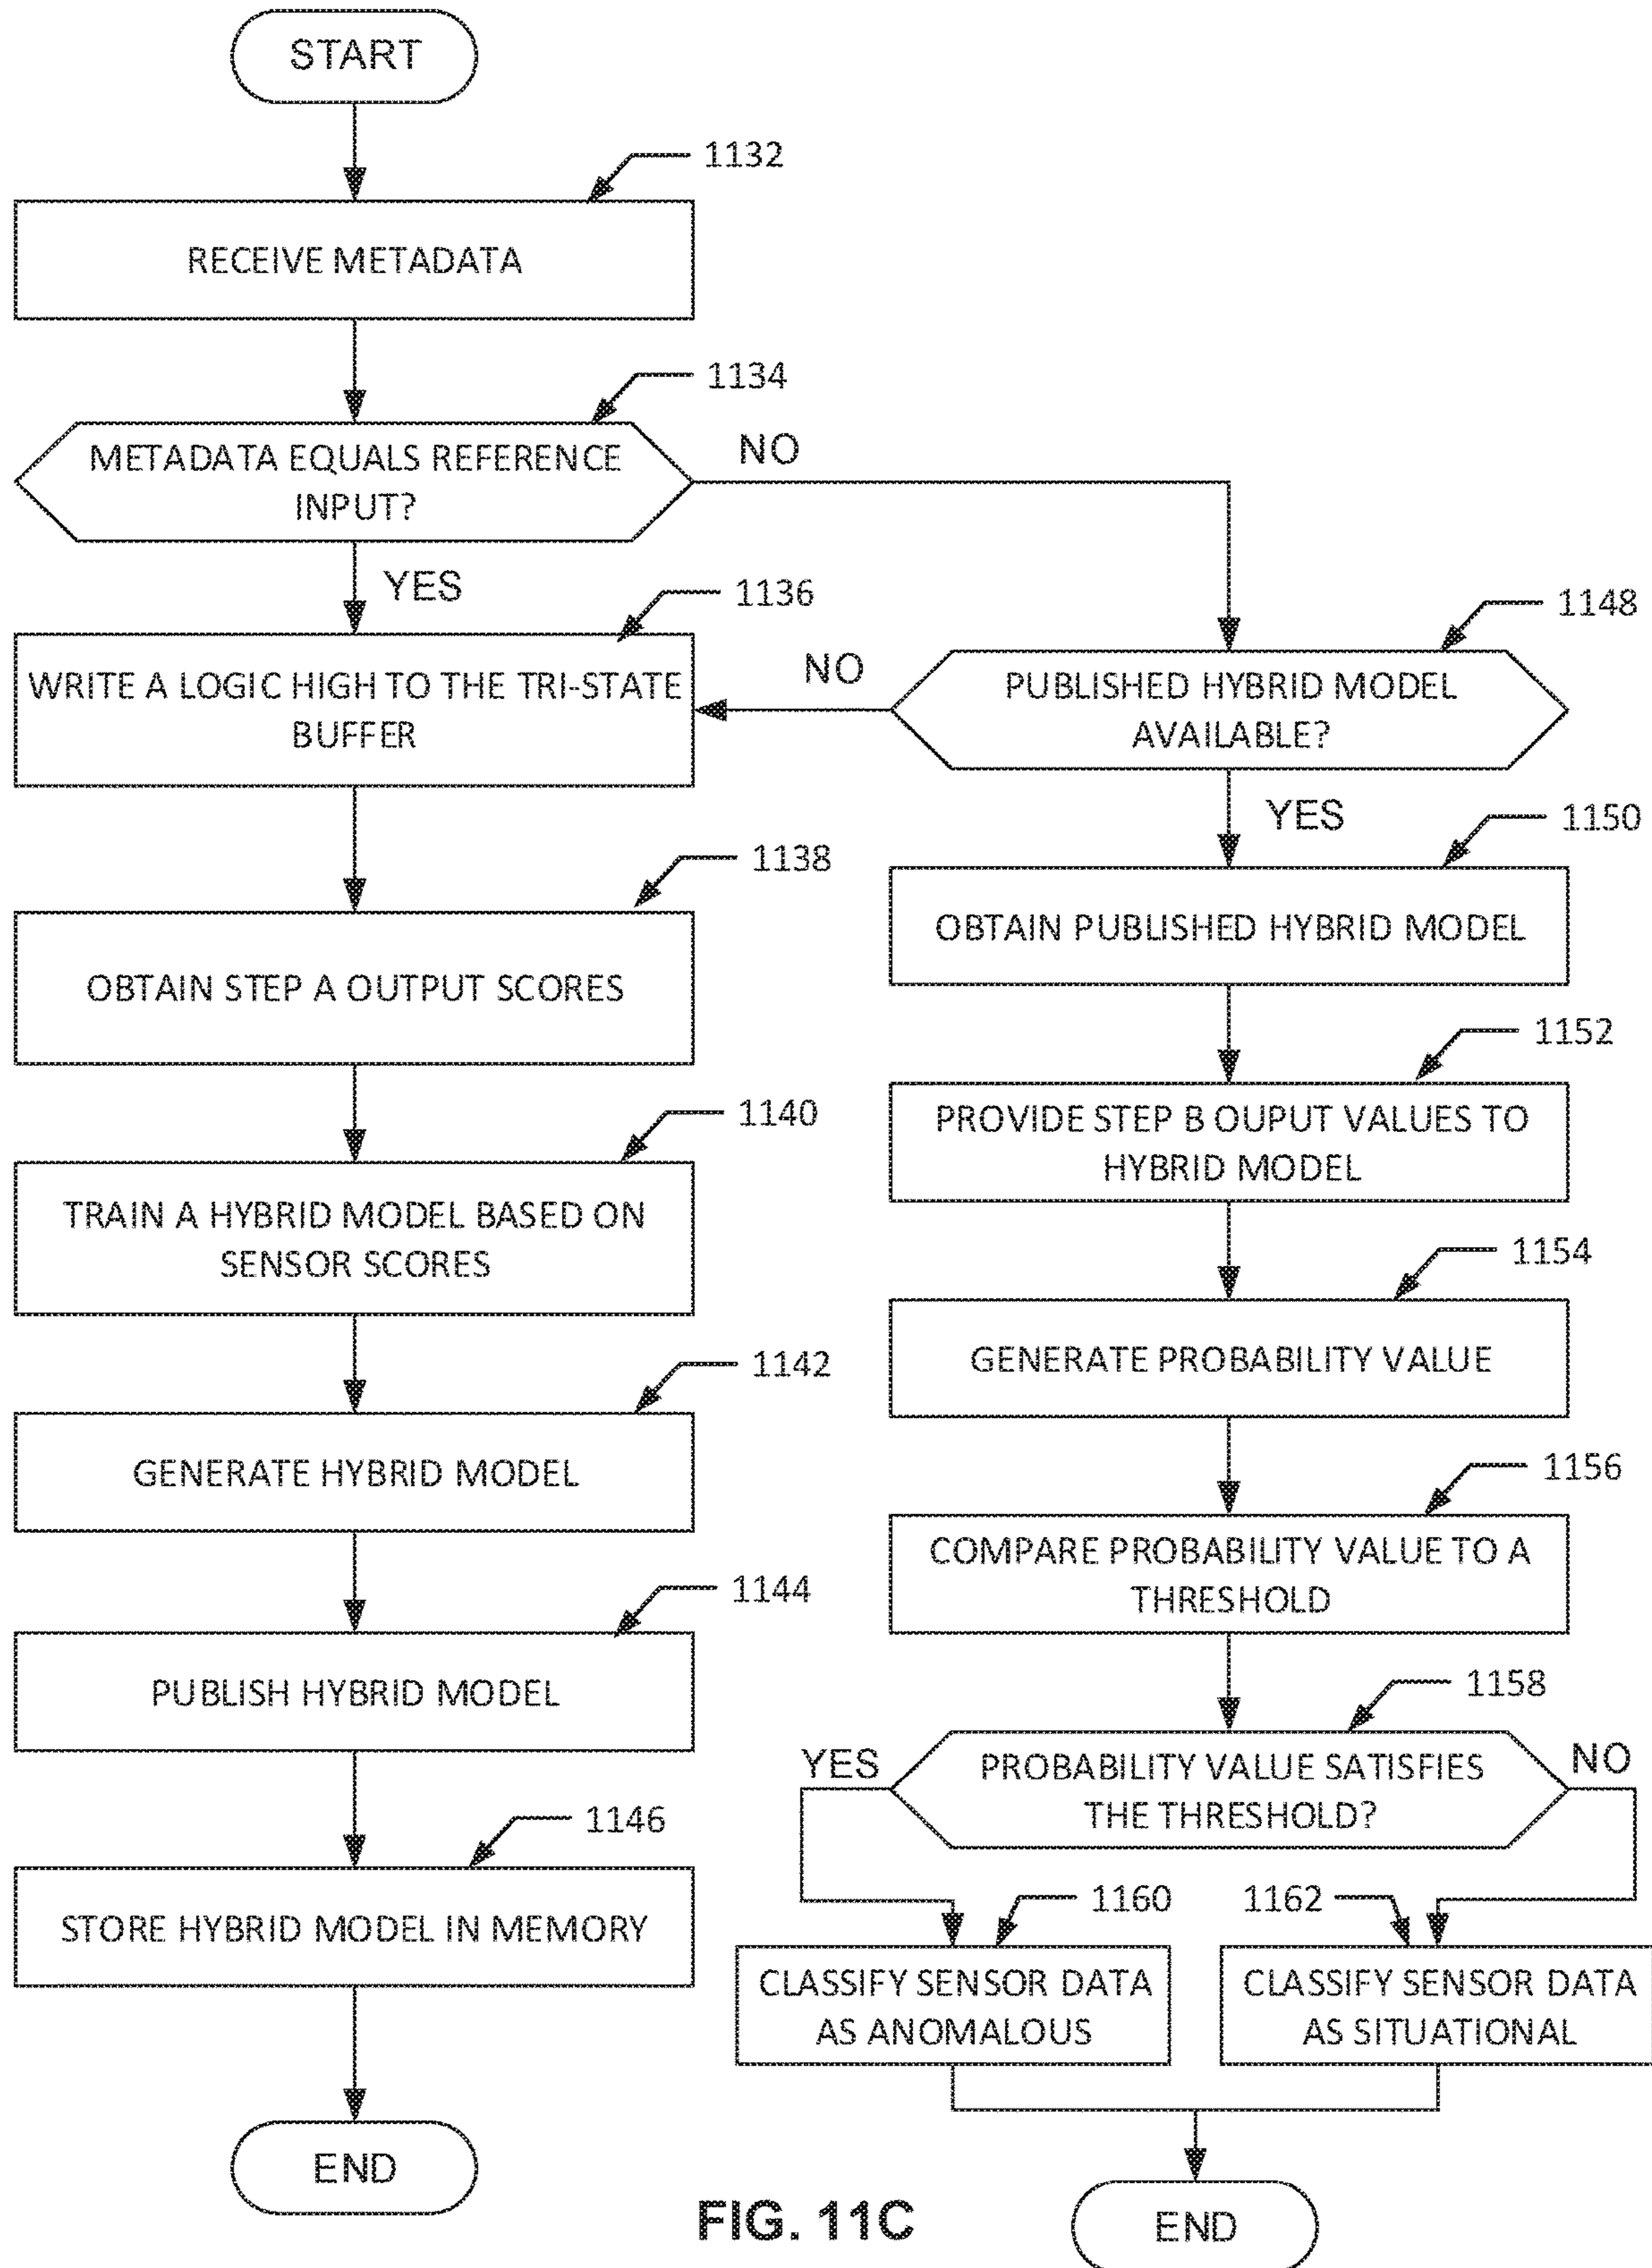 START
1132
RECEIVE METADATA
1134
METADATA EQUALS REFERENCE
INPUT?
NO
YES
1136
WRITE A LOGIC HIGH TO THE TRI-STATE
BUFFER
NO
1148
PUBLISHED HYBRID MODEL
AVAILABLE?
YES
1138
OBTAIN STEP A OUTPUT SCORES
1150
OBTAIN PUBLISHED HYBRID MODEL
1140
TRAIN A HYBRID MODEL BASED ON
SENSOR SCORES
1152
PROVIDE STEP B OUPUT VALUES TO
HYBRID MODEL
1142
GENERATE HYBRID MODEL
1154
GENERATE PROBABILITY VALUE
1144
PUBLISH HYBRID MODEL
1156
COMPARE PROBABILITY VALUE TO A
THRESHOLD
1146
STORE HYBRID MODEL IN MEMORY
1158
YES
PROBABILITY VALUE SATISFIES
THE THRESHOLD?
NO
1160
1162
CLASSIFY SENSOR DATA
AS ANOMALOUS
CLASSIFY SENSOR DATA
AS SITUATIONAL
END
FIG. 11C
END